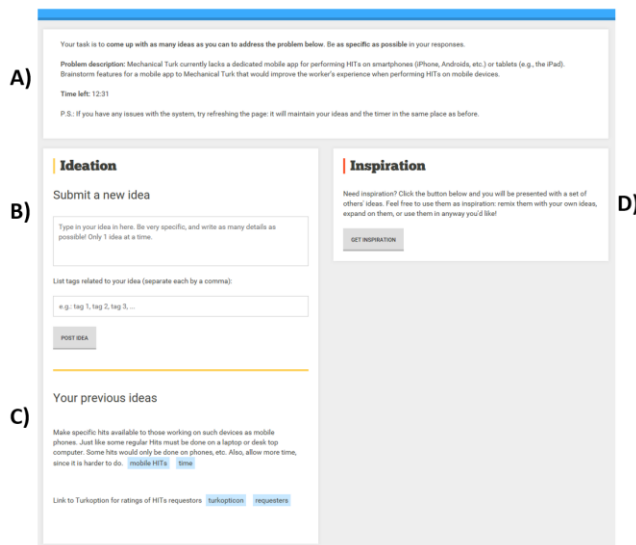 A)
Your task is to come up with as many ideas as you can to address the problem below. Be as specific as possible in your responses.
Problem description: Mechanical Turk currently lacks a dedicated mobile app for performing HITs on smartphones (iPhone, Androids, etc.) or tablets (e.g., the iPad).
Brainstorm features for a mobile app to Mechanical Turk that would improve the worker's experience when performing HITs on mobile devices.
Time left: 12:31
P.S.: If you have any issues with the system, try refreshing the page: it will maintain your ideas and the timer in the same place as before.
B)
Ideation
Submit a new idea
Type in your idea in here. Be very specific, and write as many details as
possible! Only 1 idea at a time.
List tags related to your idea (separate each by a comma):
e.g.: tag 1, tag 2, tag 3, ...
POST IDEA
C)
Your previous ideas
Make specific hits available to those working on such devices as mobile
phones. Just like some regular Hits must be done on a laptop or desk top
computer. Some hits would only be done on phones, etc. Also, allow more time,
since it is harder to do. mobile HITs time
Link to Turkoption for ratings of HITs requestors turkopticon requesters
D)
Inspiration
Need inspiration? Click the button below and you will be presented with a set of
others' ideas. Feel free to use them as inspiration: remix them with your own ideas,
expand on them, or use them in anyway you'd like!
GET INSPIRATION